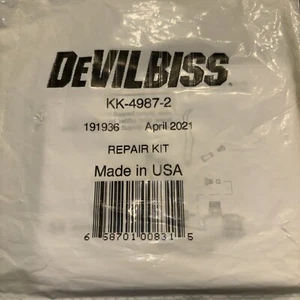 DEVILBISS
KK-4987-2
191936 April 2021
REPAIR KIT
Made in USA
6 58701 00831 5